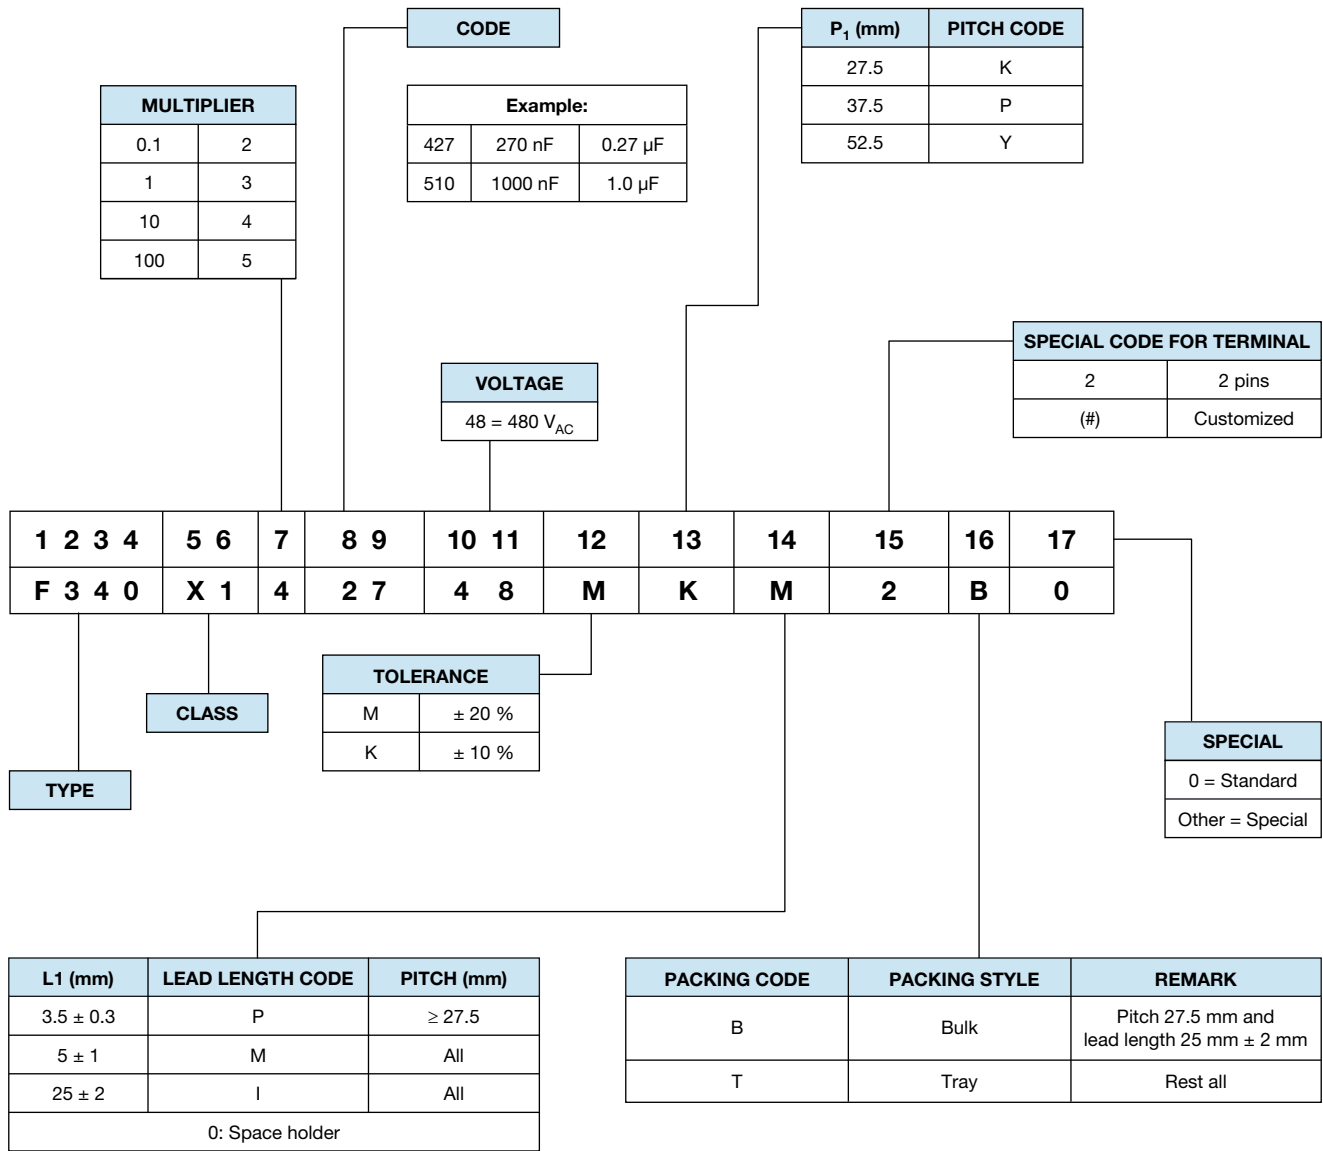 CODE
P1 (mm) PITCH CODE
27.5 K
37.5 P
52.5 Y
MULTIPLIER
0.1 2
1 3
10 4
100 5
Example:
427 270 nF 0.27 µF
510 1000 nF 1.0 µF
SPECIAL CODE FOR TERMINAL
2 2 pins
(#) Customized
VOLTAGE
48 = 480 VAC
1 2 3 4 5 6 7 8 9 10 11 12 13 14 15 16 17
F 3 4 0 X 1 4 2 7 4 8 M K M 2 B 0
TOLERANCE
M ± 20 %
K ± 10 %
CLASS
TYPE
SPECIAL
0 = Standard
Other = Special
L1 (mm) LEAD LENGTH CODE PITCH (mm)
3.5 ± 0.3 P ≥ 27.5
5 ± 1 M All
25 ± 2 I All
0: Space holder
PACKING CODE PACKING STYLE REMARK
B Bulk Pitch 27.5 mm and
lead length 25 mm ± 2 mm
T Tray Rest all